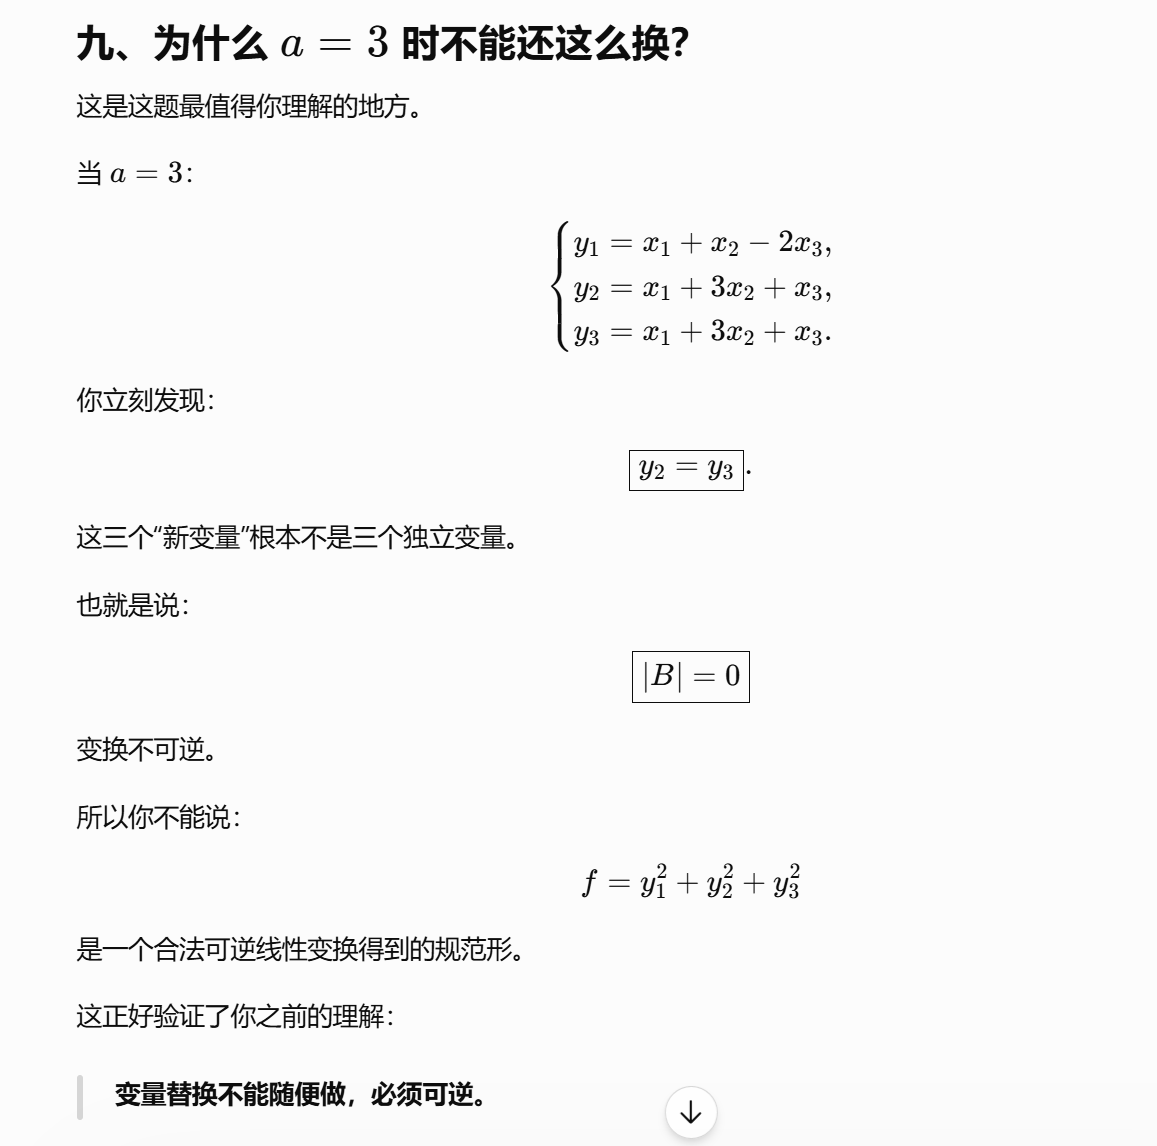 九、为什么 a = 3 时不能还这么换?
这是这题最值得你理解的地方。
当 a = 3:
y₁ = x₁ + x₂ − 2x₃,
y₂ = x₁ + 3x₂ + x₃,
y₃ = x₁ + 3x₂ + x₃.
你立刻发现:
y₂ = y₃.
这三个“新变量”根本不是三个独立变量。
也就是说:
|B| = 0
变换不可逆。
所以你不能说:
f = y₁² + y₂² + y₃²
是一个合法可逆线性变换得到的规范形。
这正好验证了你之前的理解:
变量替换不能随便做，必须可逆。